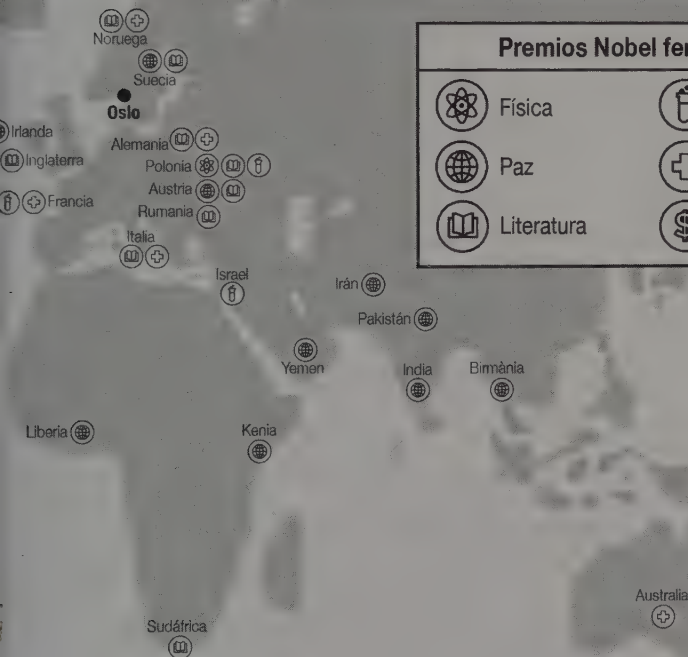 Noruega
Suecia
Oslo
Irlanda
Alemania
Inglaterra
Polonia
Francia
Austria
Rumania
Italia
Israel
Irán
Pakistán
Yemen
India
Birmània
Liberia
Kenia
Sudáfrica
Australia
Premios Nobel fe
Física
Paz
Literatura